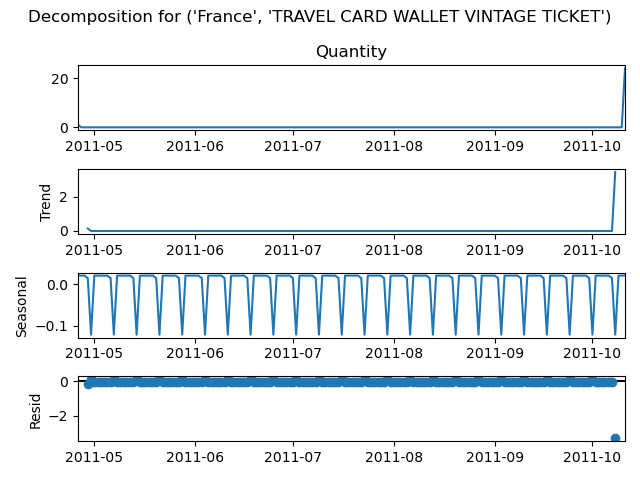 Decomposition for ('France', 'TRAVEL CARD WALLET VINTAGE TICKET')
Quantity
20
0
2011-05 2011-06 2011-07 2011-08 2011-09 2011-10
Trend
2
0
2011-05 2011-06 2011-07 2011-08 2011-09 2011-10
Seasonal
0.0
−0.1
2011-05 2011-06 2011-07 2011-08 2011-09 2011-10
Resid
0
−2
2011-05 2011-06 2011-07 2011-08 2011-09 2011-10